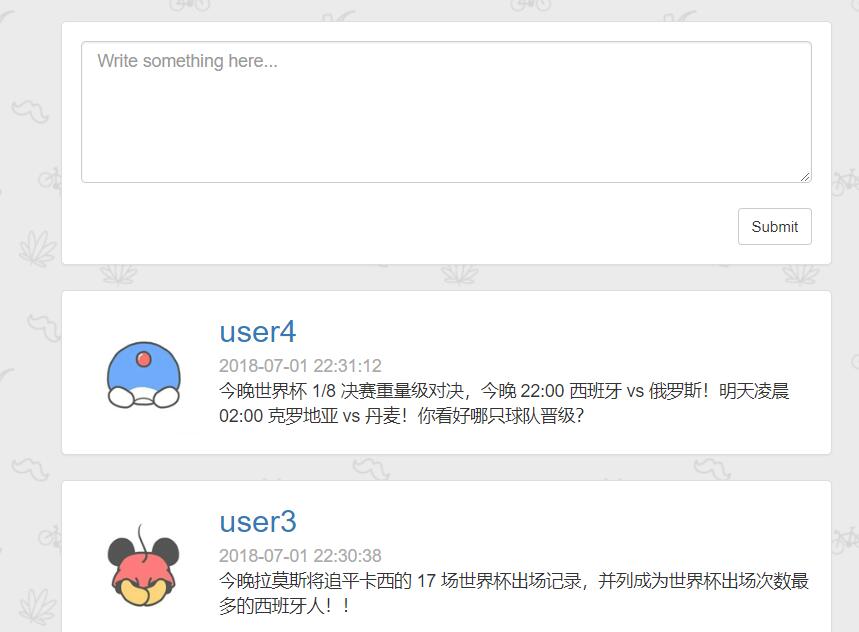 Write something here...
Submit
user4
2018-07-01 22:31:12
今晚世界杯 1/8 决赛重量级对决，今晚 22:00 西班牙 vs 俄罗斯！明天凌晨
02:00 克罗地亚 vs 丹麦！你看好哪只球队晋级？
user3
2018-07-01 22:30:38
今晚拉莫斯将追平卡西的 17 场世界杯出场记录，并列成为世界杯出场次数最
多的西班牙人！！